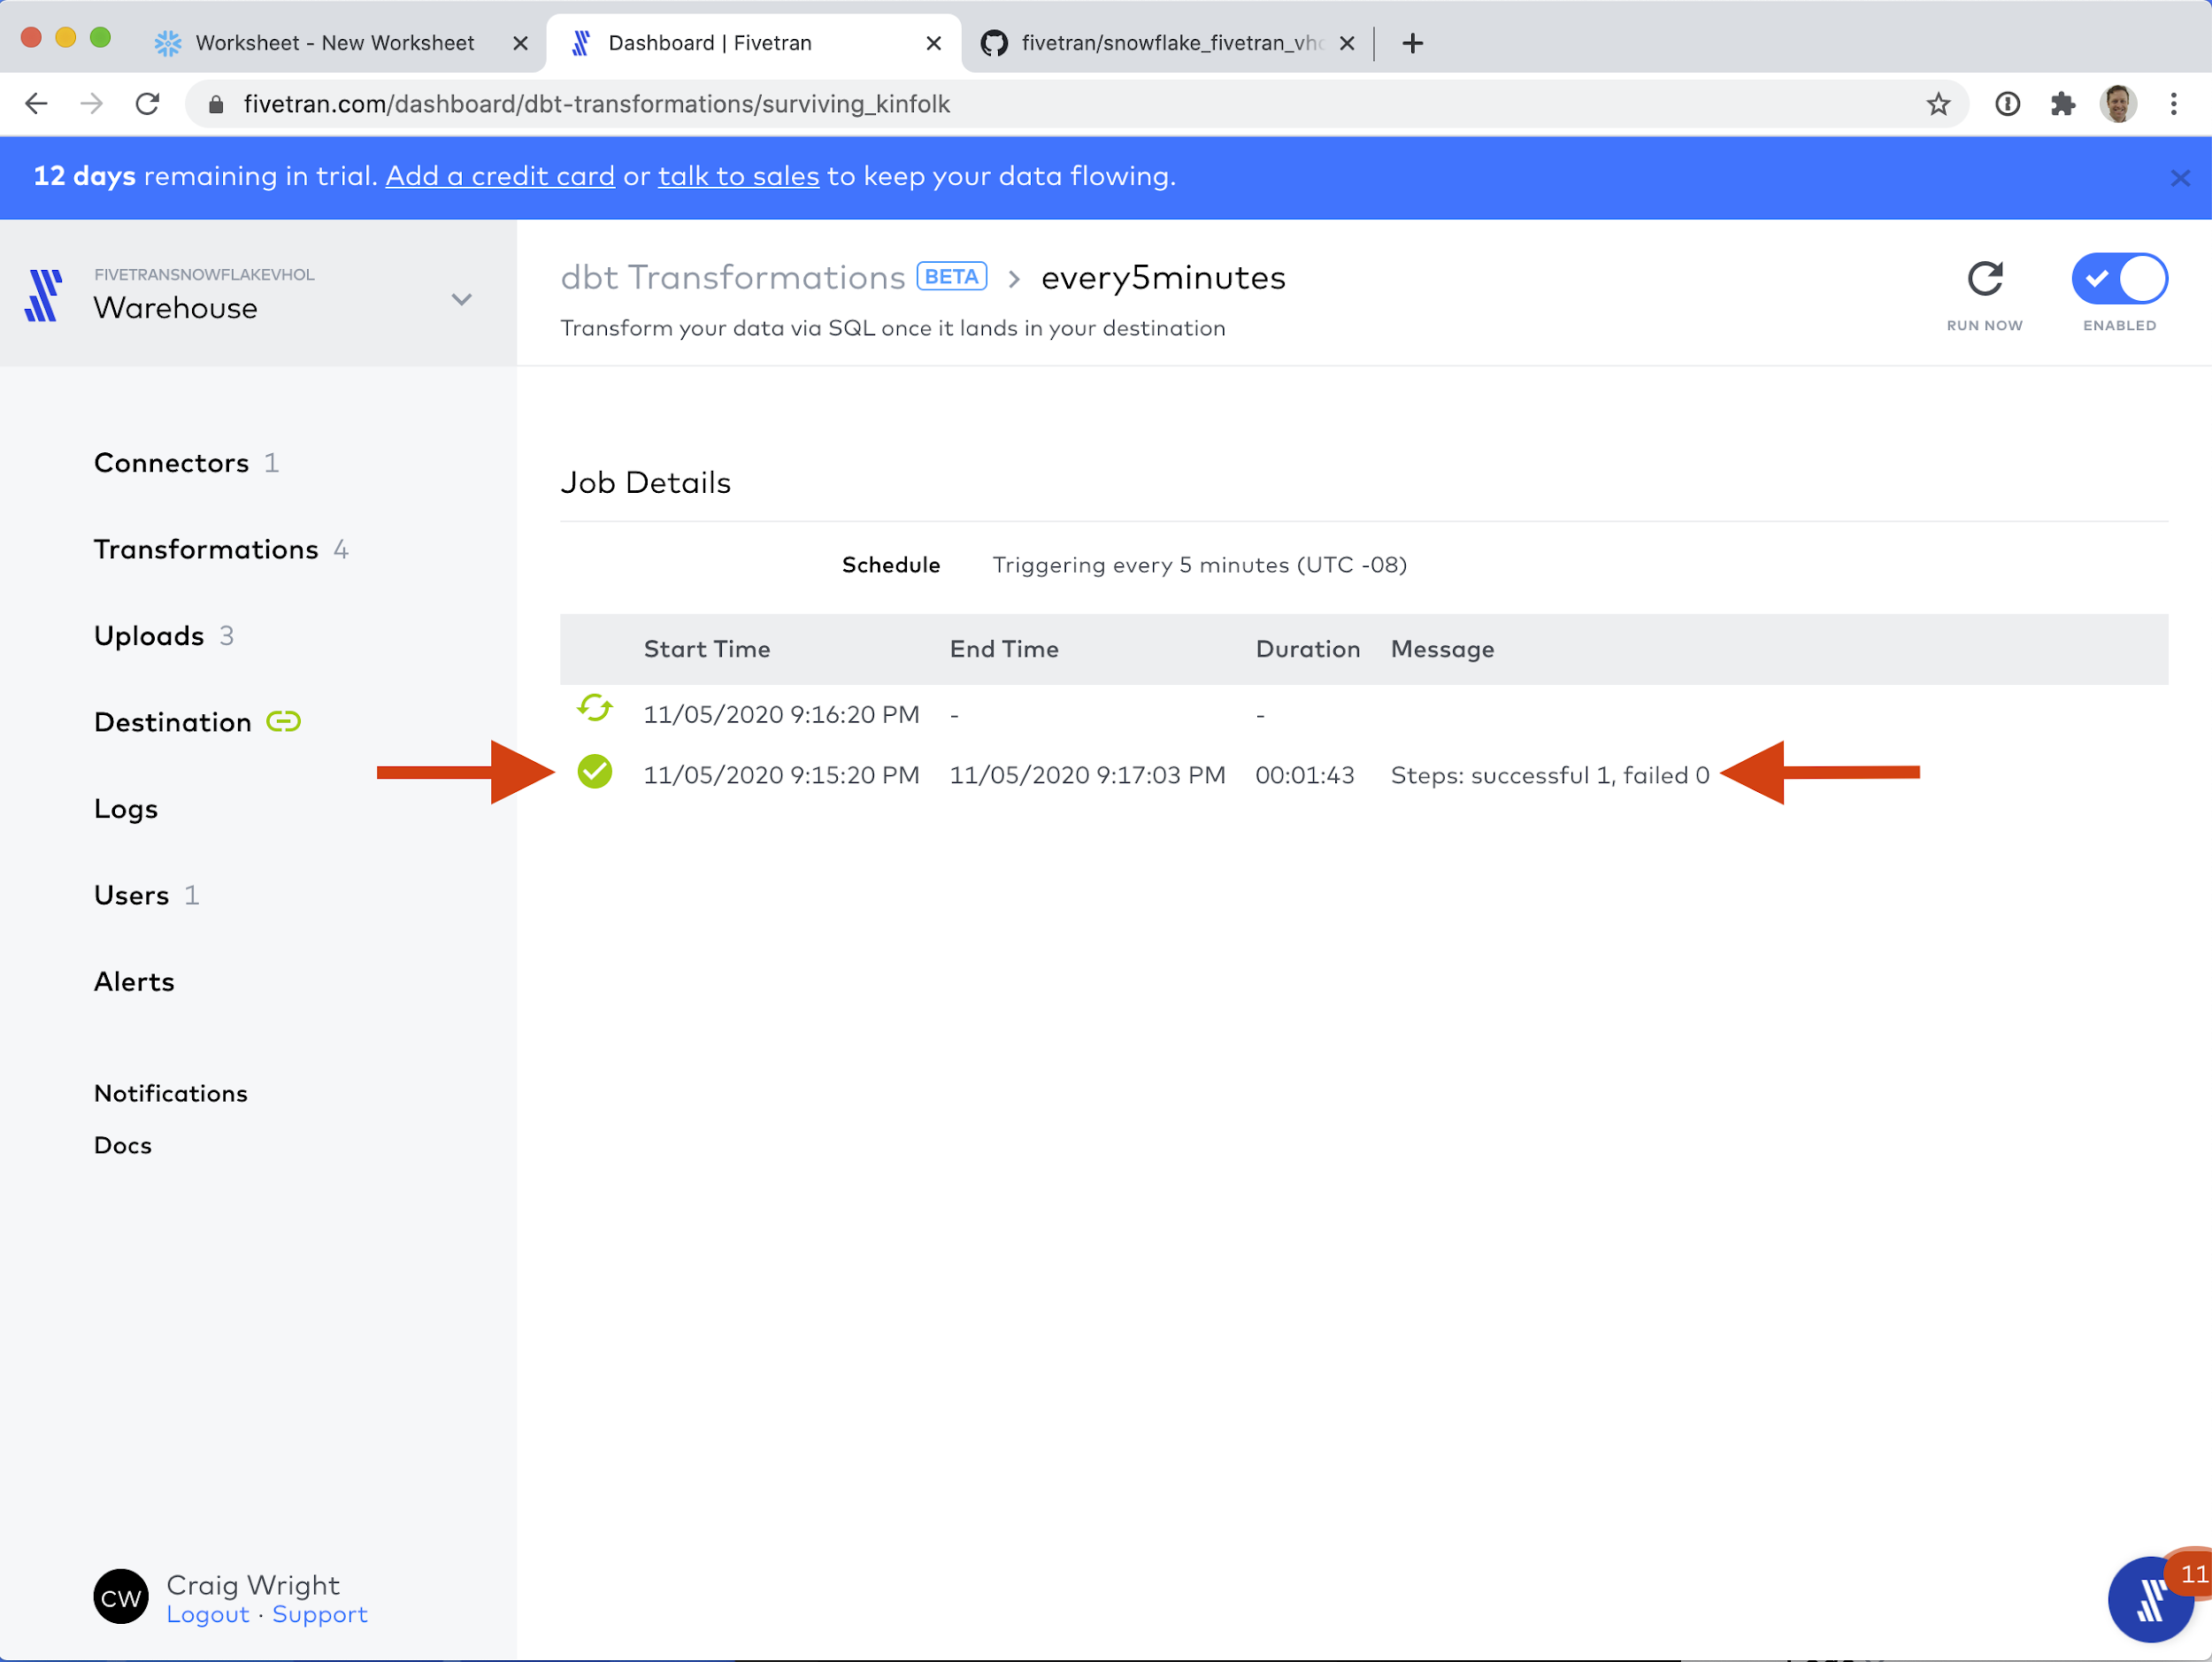 Worksheet - New Worksheet
Dashboard | Fivetran
fivetran/snowflake_fivetran_vho
fivetran.com/dashboard/dbt-transformations/surviving_kinfolk
12 days remaining in trial. Add a credit card or talk to sales to keep your data flowing.
FIVETRANSNOWFLAKEVHOL
Warehouse
dbt Transformations BETA > every5minutes
Transform your data via SQL once it lands in your destination
RUN NOW
ENABLED
Connectors 1
Transformations 4
Uploads 3
Destination
Logs
Users 1
Alerts
Notifications
Docs
Job Details
Schedule Triggering every 5 minutes (UTC -08)
Start Time End Time Duration Message
11/05/2020 9:16:20 PM - -
11/05/2020 9:15:20 PM 11/05/2020 9:17:03 PM 00:01:43 Steps: successful 1, failed 0
CW
Craig Wright
Logout · Support
11